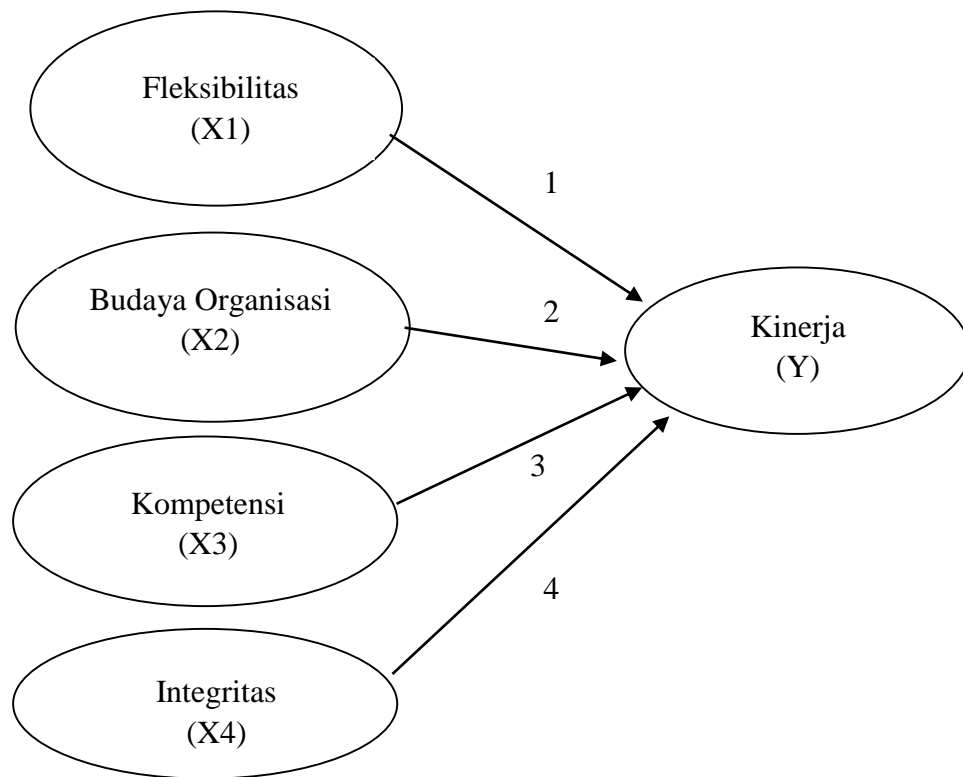 Fleksibilitas
(X1)
1
Budaya Organisasi
(X2)
2
Kinerja
(Y)
Kompetensi
(X3)
3
Integritas
(X4)
4